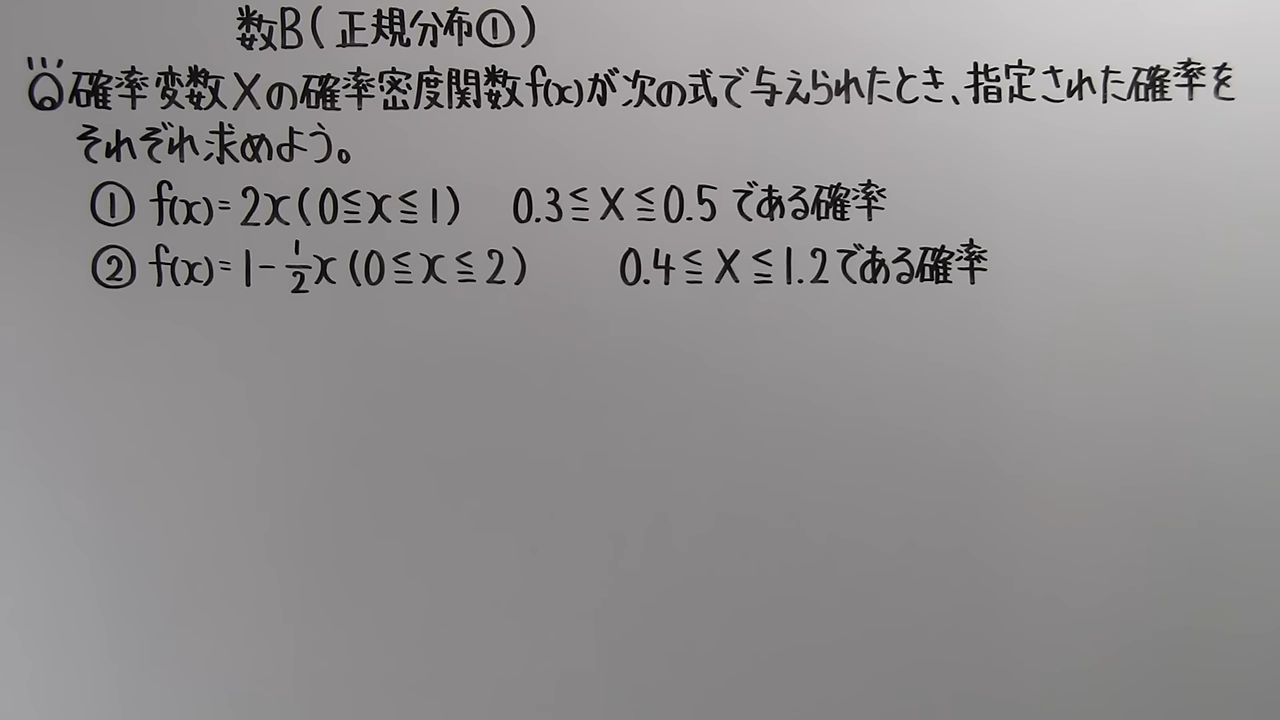 数B(正規分布①)
Q確率変数Xの確率密度関数f(x)が次の式で与えられたとき、指定された確率を
それぞれ求めよう。
① f(x)=2x(0≦x≦1) 0.3≦X≦0.5である確率
② f(x)=1-1/2x(0≦x≦2) 0.4≦X≦1.2である確率